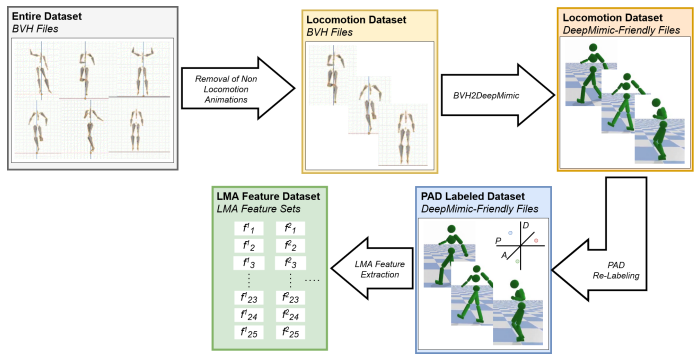 Entire Dataset
BVH Files
Removal of Non
Locomotion
Animations
Locomotion Dataset
BVH Files
BVH2DeepMimic
Locomotion Dataset
DeepMimic-Friendly Files
PAD
Re-Labeling
PAD Labeled Dataset
DeepMimic-Friendly Files
D
P
A
LMA Feature
Extraction
LMA Feature Dataset
LMA Feature Sets
f¹₁ f²₁
f¹₂ f²₂
f¹₃ f²₃
⋮ ⋮ ....
f¹₂₃ f²₂₃
f¹₂₄ f²₂₄
f¹₂₅ f²₂₅